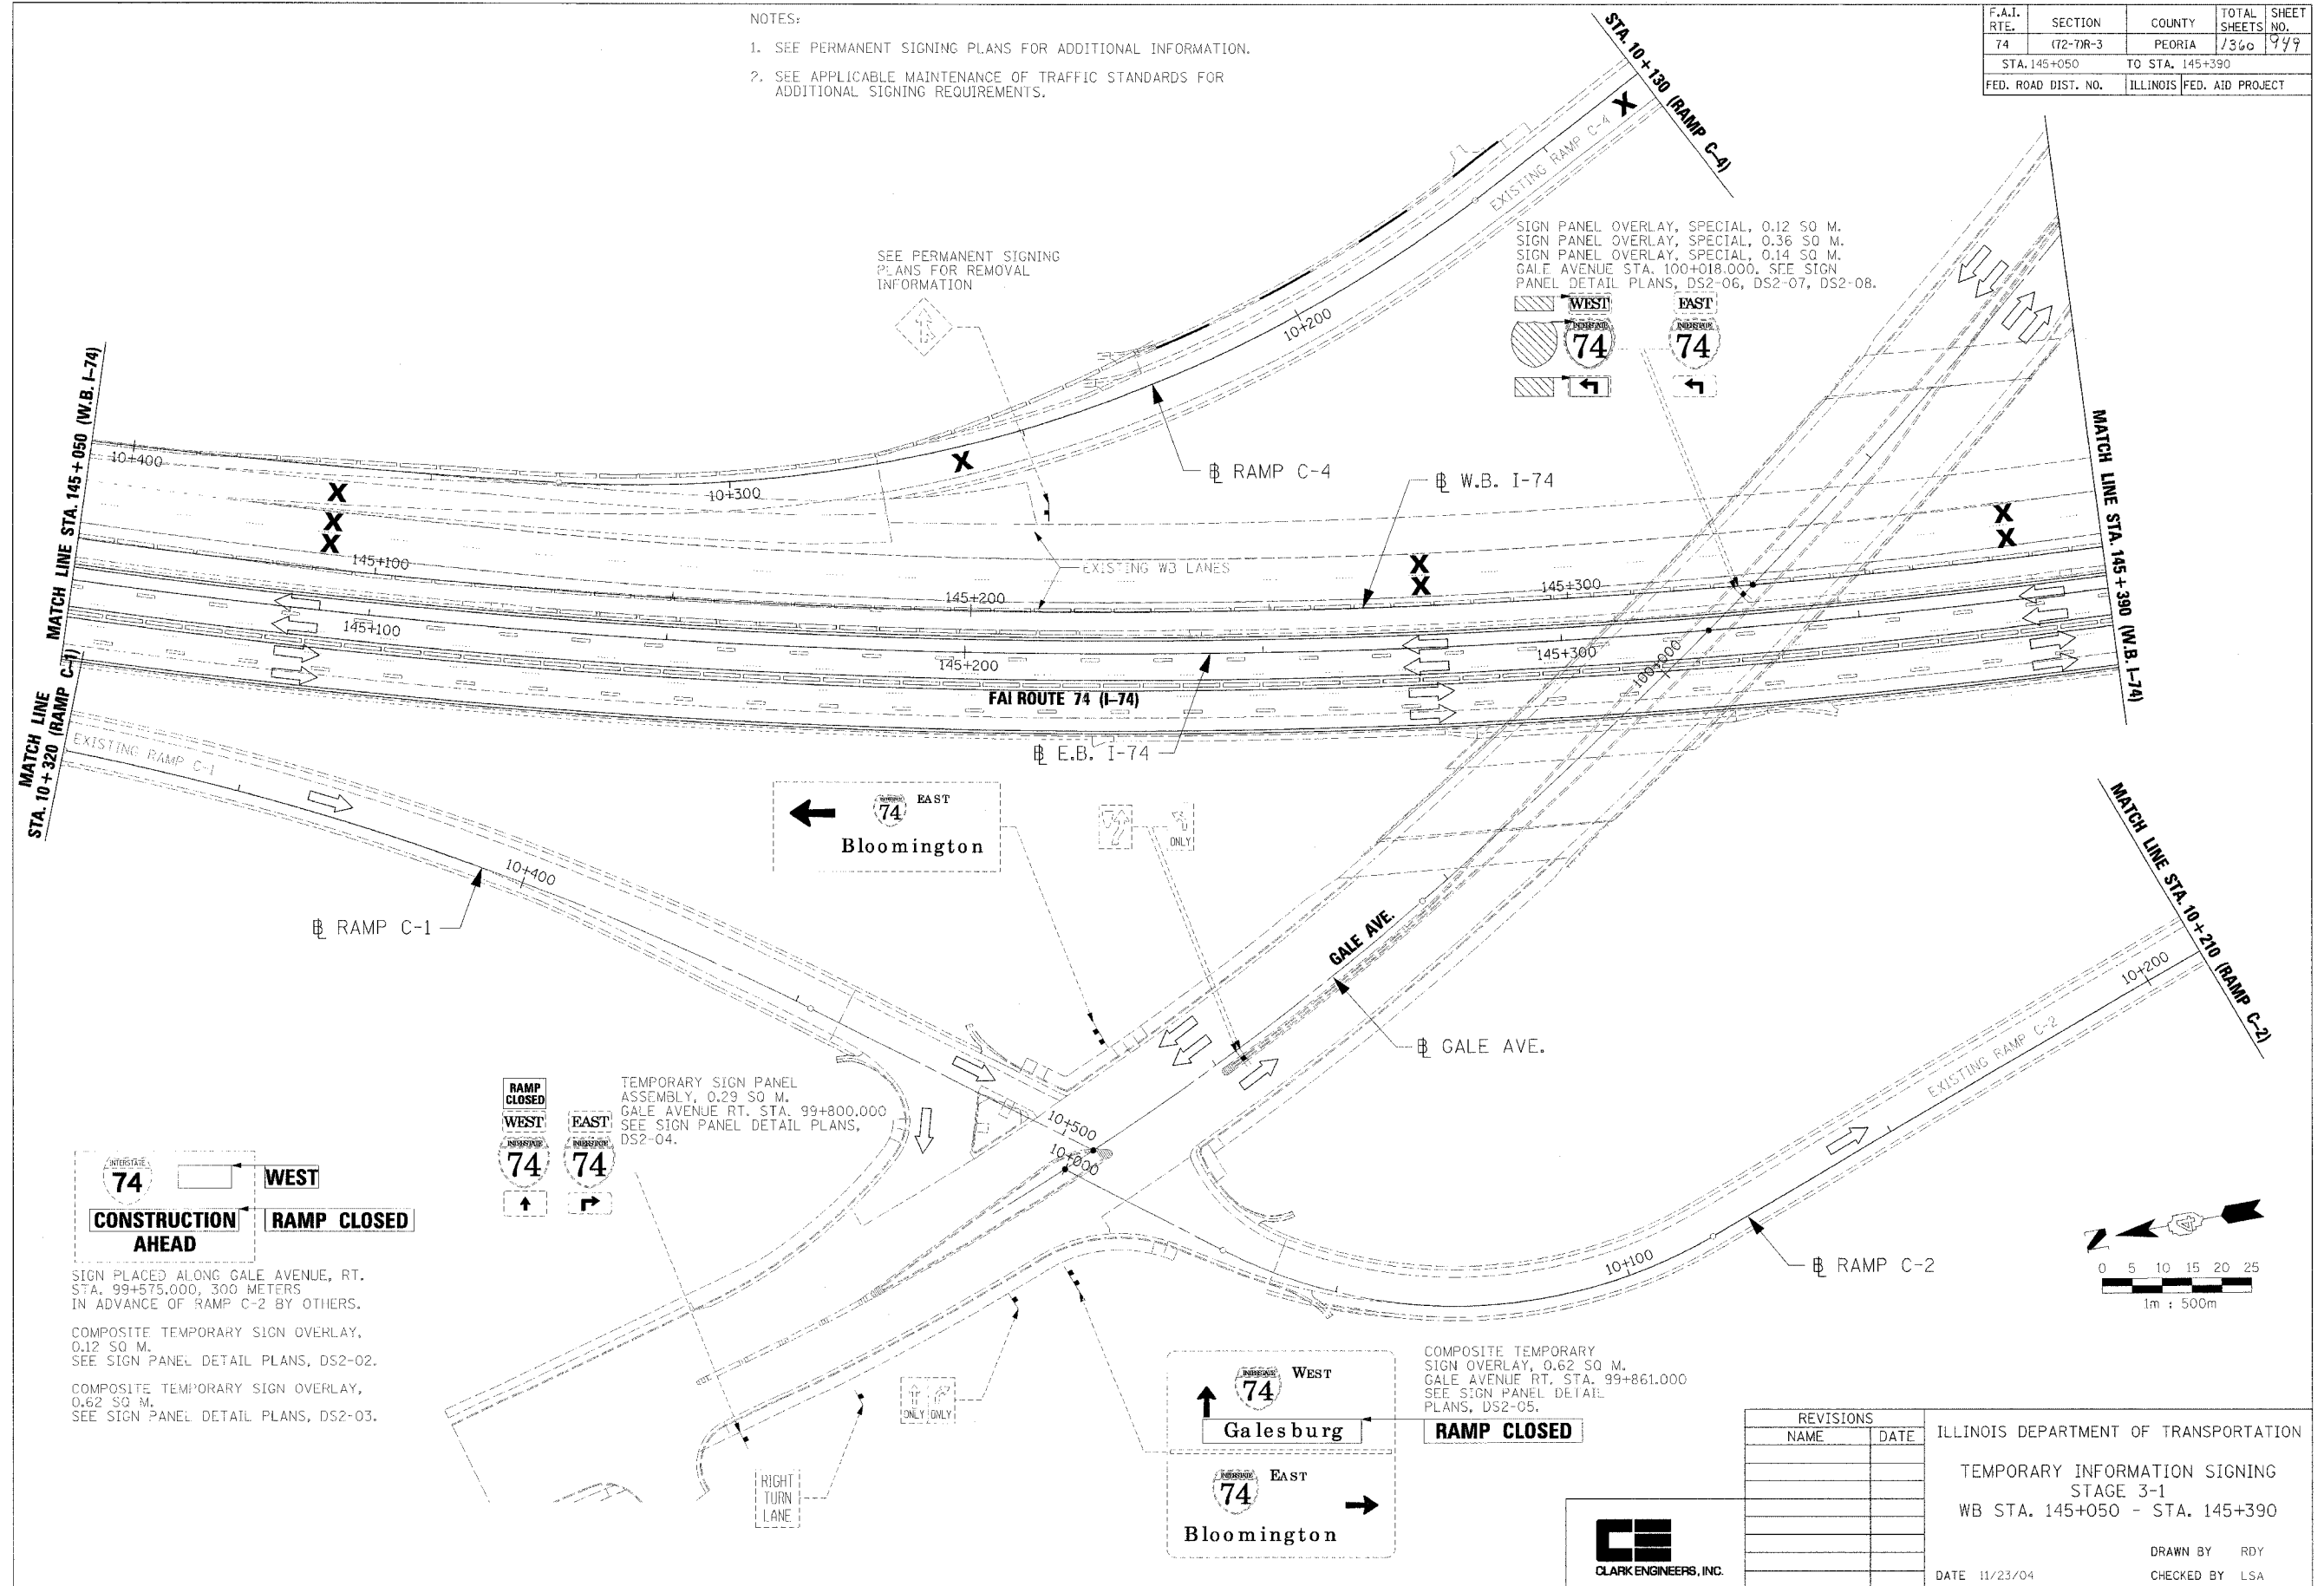 NOTES:
1. SEE PERMANENT SIGNING PLANS FOR ADDITIONAL INFORMATION.
2. SEE APPLICABLE MAINTENANCE OF TRAFFIC STANDARDS FOR
ADDITIONAL SIGNING REQUIREMENTS.
F.A.I. RTE.
SECTION
COUNTY
TOTAL SHEETS
SHEET NO.
74
(72-7)R-3
PEORIA
1360
949
STA. 145+050 TO STA. 145+390
FED. ROAD DIST. NO.
ILLINOIS
FED. AID PROJECT
STA. 10+130 (RAMP C-4)
X
EXISTING RAMP C-4
SEE PERMANENT SIGNING
PLANS FOR REMOVAL
INFORMATION
SIGN PANEL OVERLAY, SPECIAL, 0.12 SQ M.
SIGN PANEL OVERLAY, SPECIAL, 0.36 SQ M.
SIGN PANEL OVERLAY, SPECIAL, 0.14 SQ M.
GALE AVENUE STA. 100+018.000. SEE SIGN
PANEL DETAIL PLANS, DS2-06, DS2-07, DS2-08.
WEST
EAST
INTERSTATE
INTERSTATE
74
74
10+200
MATCH LINE STA. 145+050 (W.B. I-74)
10+400
10+300
X
X
X
X
℄ RAMP C-4
℄ W.B. I-74
X
X
X
X
MATCH LINE STA. 145+390 (W.B. I-74)
145+100
EXISTING WB LANES
145+200
145+300
145+100
145+200
145+300
100+000
FAI ROUTE 74 (I-74)
℄ E.B. I-74
MATCH LINE
STA. 10+320 (RAMP C-1)
EXISTING RAMP C-1
INTERSTATE
74
EAST
Bloomington
ONLY
10+400
℄ RAMP C-1
GALE AVE.
℄ GALE AVE.
MATCH LINE STA. 10+210 (RAMP C-2)
10+200
EXISTING RAMP C-2
RAMP
CLOSED
WEST
EAST
INTERSTATE
INTERSTATE
74
74
TEMPORARY SIGN PANEL
ASSEMBLY, 0.29 SQ M.
GALE AVENUE RT. STA. 99+800.000
SEE SIGN PANEL DETAIL PLANS,
DS2-04.
10+500
10+000
INTERSTATE
74
WEST
CONSTRUCTION
RAMP CLOSED
AHEAD
SIGN PLACED ALONG GALE AVENUE, RT.
STA. 99+575.000, 300 METERS
IN ADVANCE OF RAMP C-2 BY OTHERS.
COMPOSITE TEMPORARY SIGN OVERLAY,
0.12 SQ M.
SEE SIGN PANEL DETAIL PLANS, DS2-02.
COMPOSITE TEMPORARY SIGN OVERLAY,
0.62 SQ M.
SEE SIGN PANEL DETAIL PLANS, DS2-03.
10+100
℄ RAMP C-2
0 5 10 15 20 25
1m : 500m
ONLY ONLY
RIGHT
TURN
LANE
INTERSTATE
74
WEST
Galesburg
INTERSTATE
74
EAST
Bloomington
COMPOSITE TEMPORARY
SIGN OVERLAY, 0.62 SQ M.
GALE AVENUE RT. STA. 99+861.000
SEE SIGN PANEL DETAIL
PLANS, DS2-05.
RAMP CLOSED
CLARK ENGINEERS, INC.
REVISIONS
NAME
DATE
ILLINOIS DEPARTMENT OF TRANSPORTATION
TEMPORARY INFORMATION SIGNING
STAGE 3-1
WB STA. 145+050 - STA. 145+390
DRAWN BY RDY
DATE 11/23/04
CHECKED BY LSA